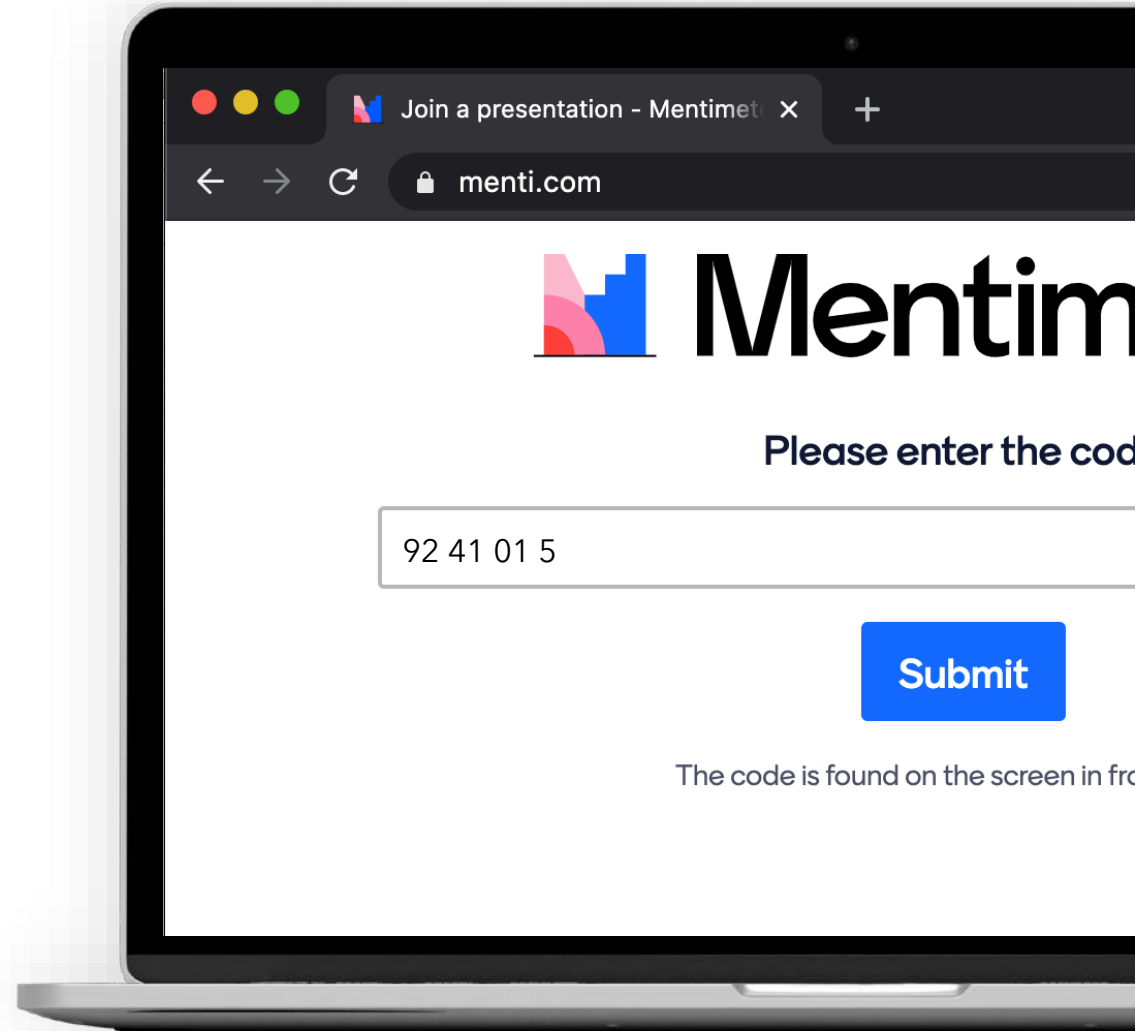 Join a presentation - Mentimet
menti.com
Mentim
Please enter the cod
92 41 01 5
Submit
The code is found on the screen in fro